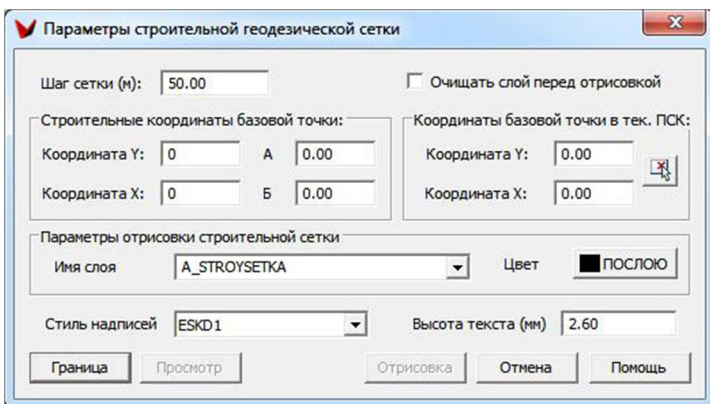 Параметры строительной геодезической сетки
Шаг сетки (м): 50.00 Очищать слой перед отрисовкой
Строительные координаты базовой точки: Координаты базовой точки в тек. ПСК:
Координата Y: 0 А 0.00 Координата Y: 0.00
Координата X: 0 Б 0.00 Координата X: 0.00
Параметры отрисовки строительной сетки
Имя слоя A_STROYSETKA Цвет ПОСЛОЮ
Стиль надписей ESKD1 Высота текста (мм) 2.60
Граница Просмотр Отрисовка Отмена Помощь